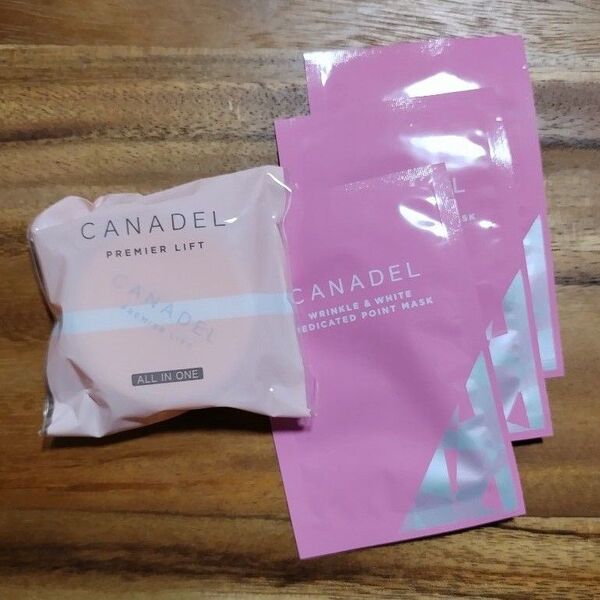 CANADEL
PREMIER LIFT
CANADEL
PREMIER LIFT
ALL IN ONE
CANADEL
WRINKLE & WHITE
MEDICATED POINT MASK